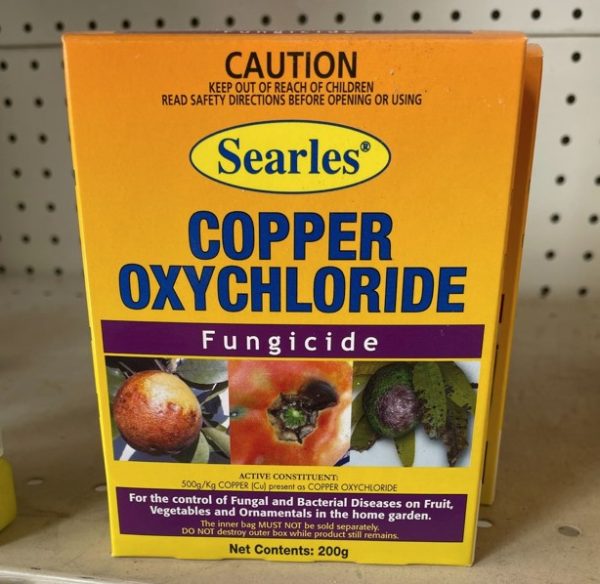 CAUTION
KEEP OUT OF REACH OF CHILDREN
READ SAFETY DIRECTIONS BEFORE OPENING OR USING
Searles®
COPPER
OXYCHLORIDE
Fungicide
ACTIVE CONSTITUENT:
500g/Kg COPPER (Cu) present as COPPER OXYCHLORIDE
For the control of Fungal and Bacterial Diseases on Fruit,
Vegetables and Ornamentals in the home garden.
The inner bag MUST NOT be sold separately.
DO NOT destroy outer box while product still remains.
Net Contents: 200g